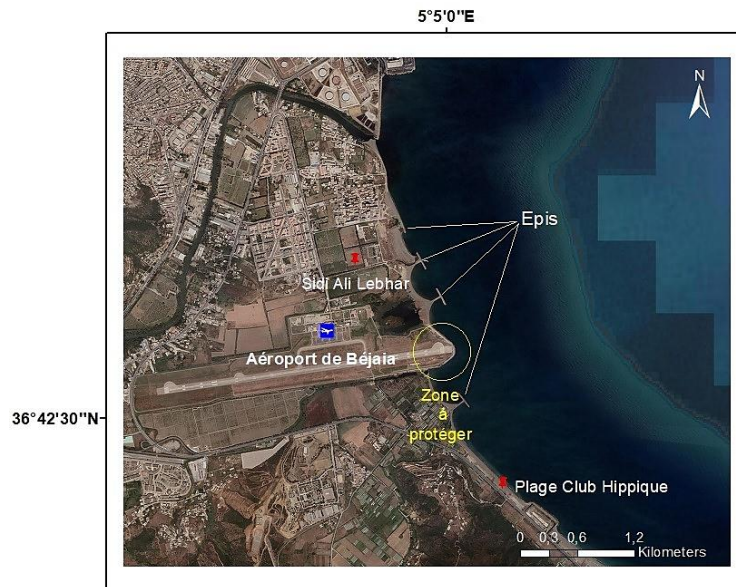 5°5'0"E
N
Epis
Sidi Ali Lebhar
Aéroport de Béjaia
36°42'30"N
Zone
á
protéger
Plage Club Hippique
0 0,3 0,6 1,2
Kilometers